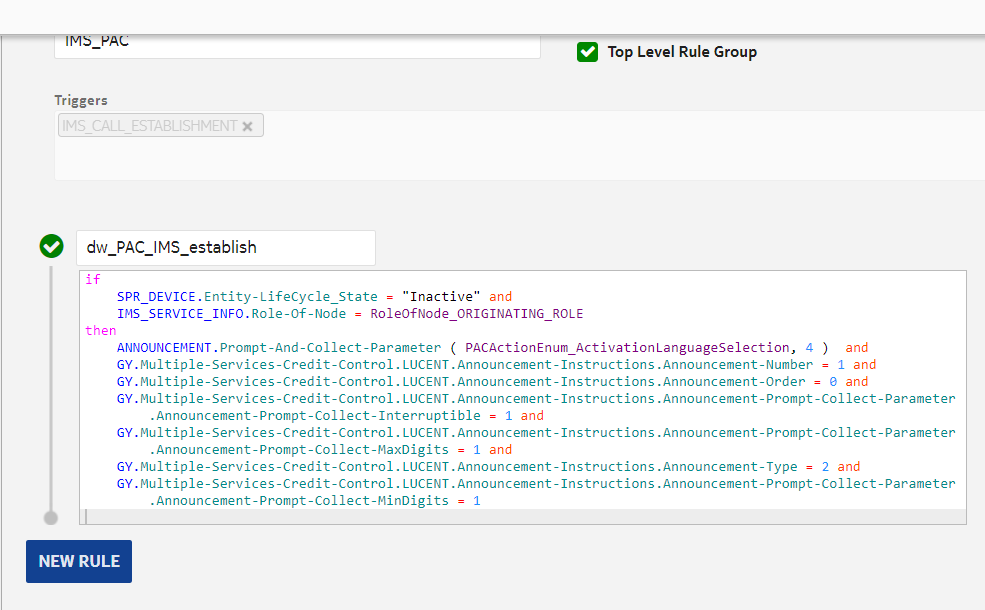 IMS_PAC
Top Level Rule Group
Triggers
IMS_CALL_ESTABLISHMENT
dw_PAC_IMS_establish
if
SPR_DEVICE.Entity-LifeCycle_State = "Inactive" and
IMS_SERVICE_INFO.Role-Of-Node = RoleOfNode_ORIGINATING_ROLE
then
ANNOUNCEMENT.Prompt-And-Collect-Parameter ( PACActionEnum_ActivationLanguageSelection, 4 )  and
GY.Multiple-Services-Credit-Control.LUCENT.Announcement-Instructions.Announcement-Number = 1 and
GY.Multiple-Services-Credit-Control.LUCENT.Announcement-Instructions.Announcement-Order = 0 and
GY.Multiple-Services-Credit-Control.LUCENT.Announcement-Instructions.Announcement-Prompt-Collect-Parameter
.Announcement-Prompt-Collect-Interruptible = 1 and
GY.Multiple-Services-Credit-Control.LUCENT.Announcement-Instructions.Announcement-Prompt-Collect-Parameter
.Announcement-Prompt-Collect-MaxDigits = 1 and
GY.Multiple-Services-Credit-Control.LUCENT.Announcement-Instructions.Announcement-Type = 2 and
GY.Multiple-Services-Credit-Control.LUCENT.Announcement-Instructions.Announcement-Prompt-Collect-Parameter
.Announcement-Prompt-Collect-MinDigits = 1
NEW RULE